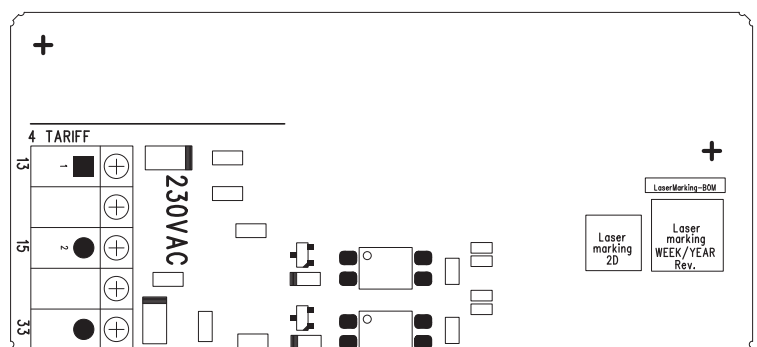 4 TARIFF
13
1
230VAC
15
2
33
LaserMarking-BOM
Laser
marking
2D
Laser
marking
WEEK/YEAR
Rev.